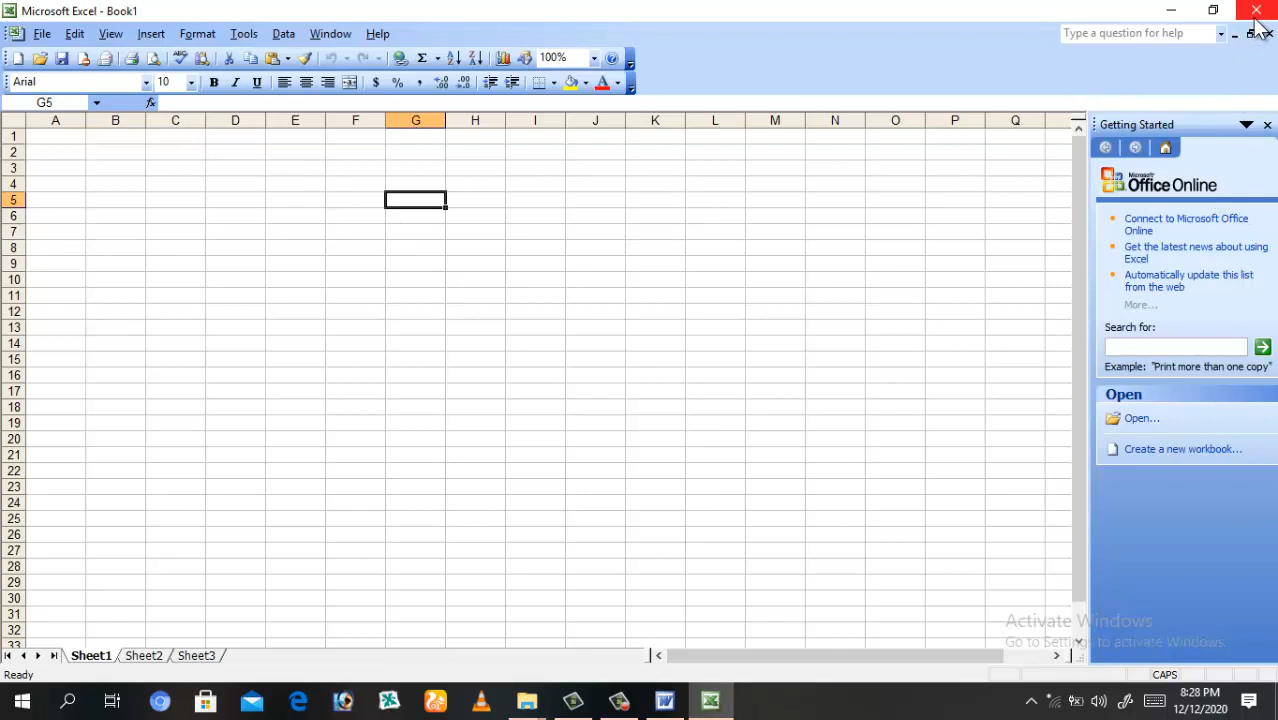 Microsoft Excel - Book1
File Edit View Insert Format Tools Data Window Help
Type a question for help
100%
Arial 10 B I U $ % ,
G5 fx
A B C D E F G H I J K L M N O P Q
1
2
3
4
5
6
7
8
9
10
11
12
13
14
15
16
17
18
19
20
21
22
23
24
25
26
27
28
29
30
31
32
33
Getting Started
Microsoft
Office Online
Connect to Microsoft Office
Online
Get the latest news about using
Excel
Automatically update this list
from the web
More...
Search for:
Example: "Print more than one copy"
Open
Open...
Create a new workbook...
Activate Windows
Go to Settings to activate Windows.
Sheet1 Sheet2 Sheet3
Ready
CAPS
8:28 PM
12/12/2020